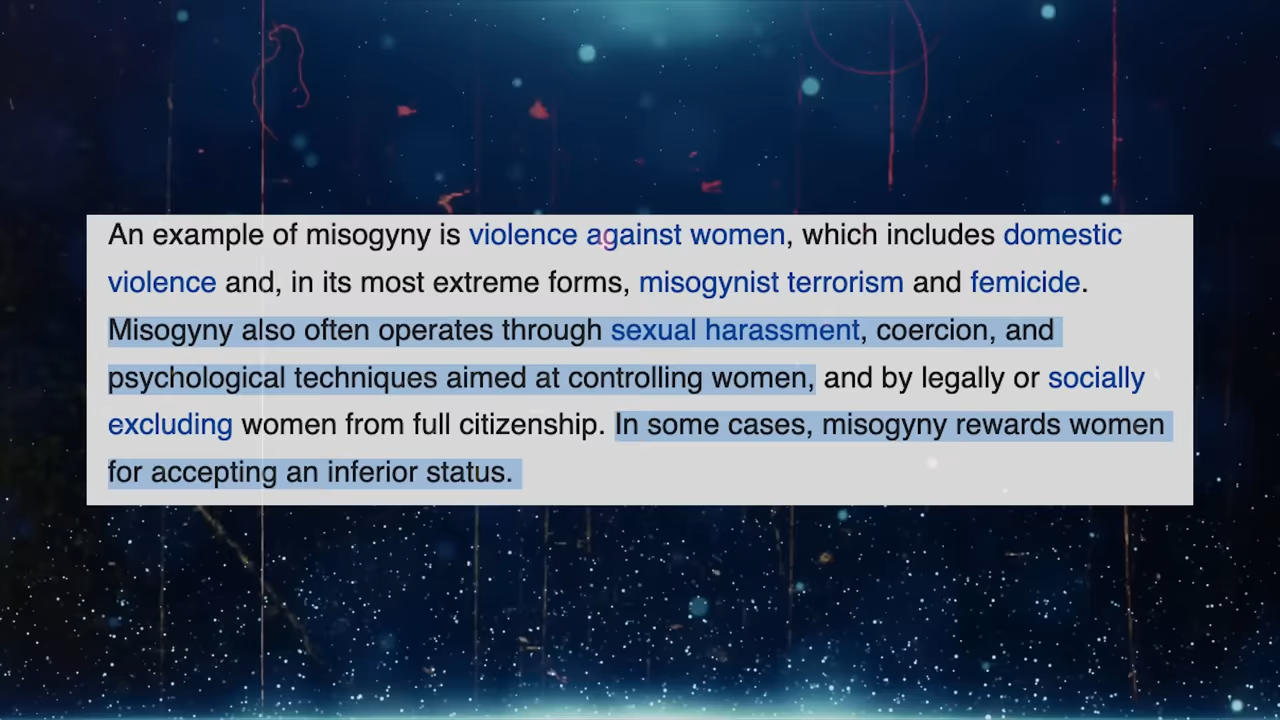 An example of misogyny is violence against women, which includes domestic
violence and, in its most extreme forms, misogynist terrorism and femicide.
Misogyny also often operates through sexual harassment, coercion, and
psychological techniques aimed at controlling women, and by legally or socially
excluding women from full citizenship. In some cases, misogyny rewards women
for accepting an inferior status.